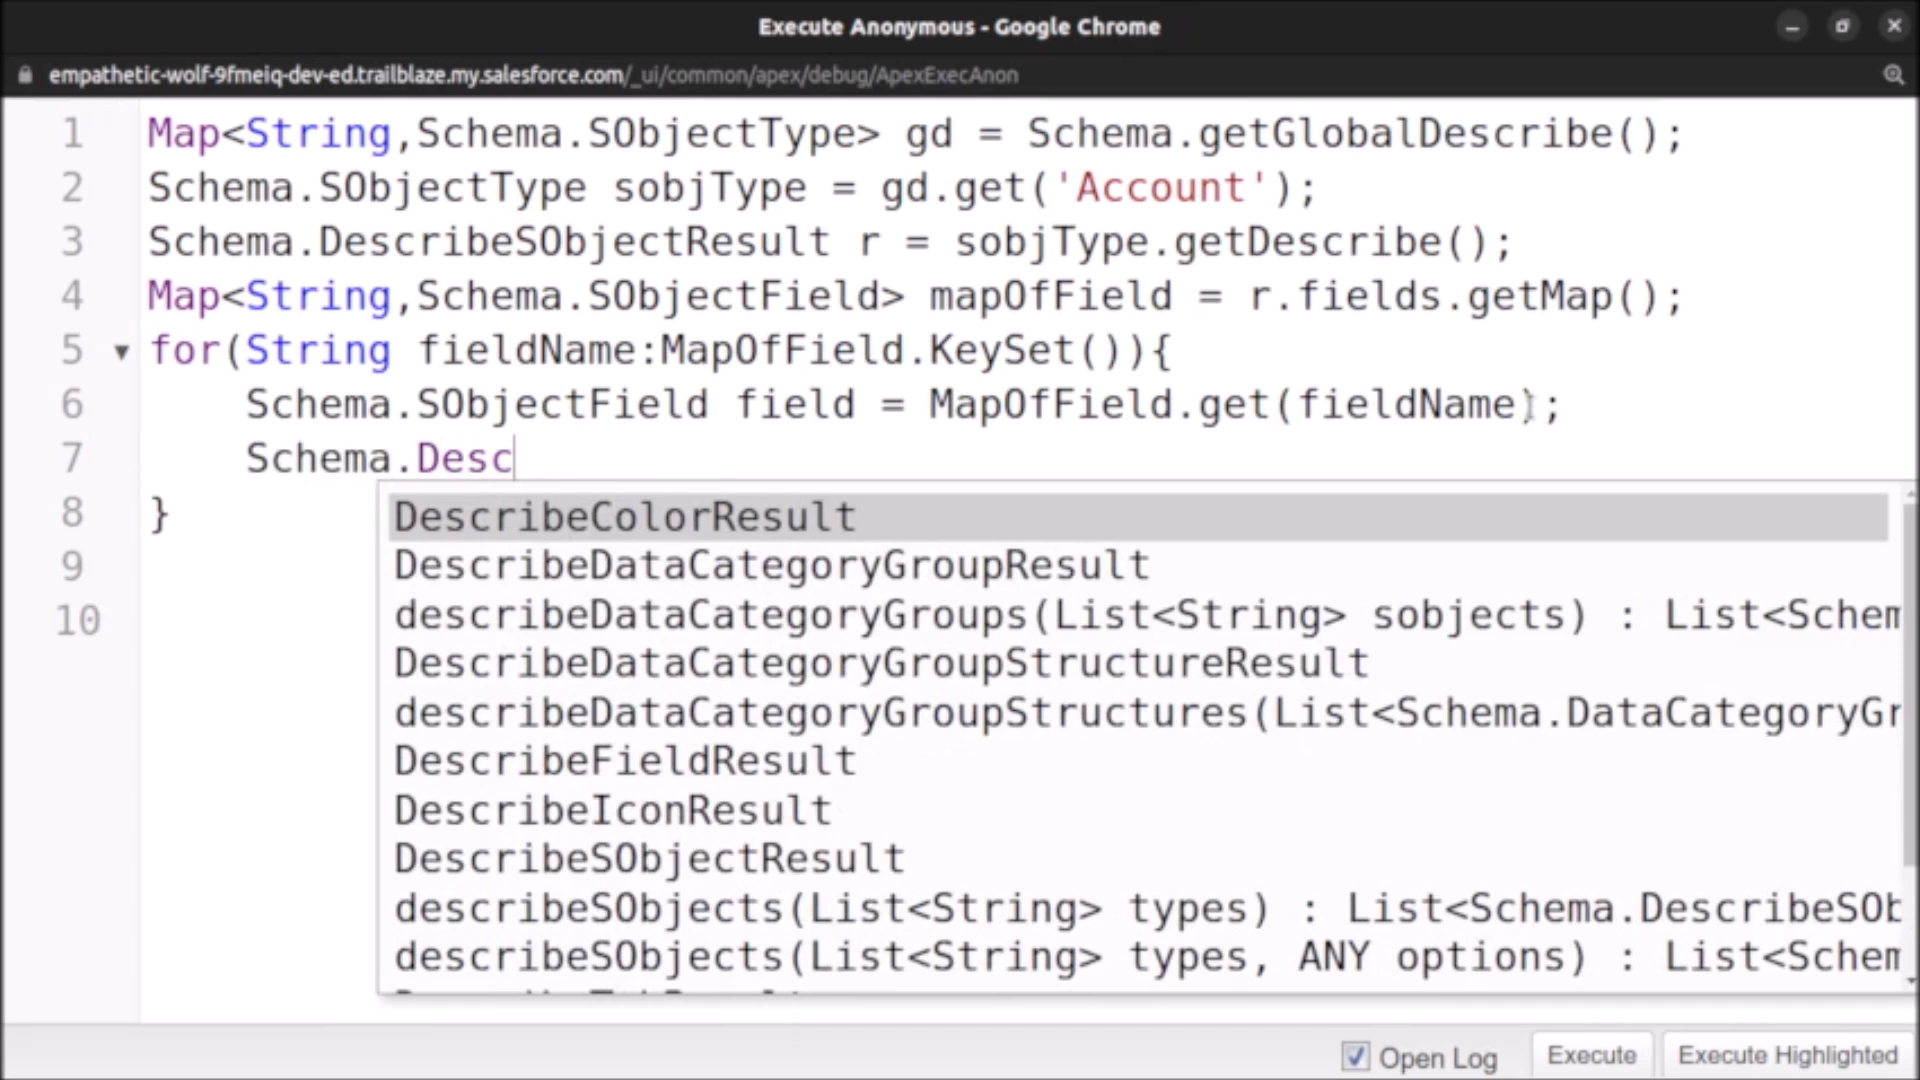 Execute Anonymous - Google Chrome
empathetic-wolf-9fmeiq-dev-ed.trailblaze.my.salesforce.com/_ui/common/apex/debug/ApexExecAnon
1 Map<String,Schema.SObjectType> gd = Schema.getGlobalDescribe();
2 Schema.SObjectType sobjType = gd.get('Account');
3 Schema.DescribeSObjectResult r = sobjType.getDescribe();
4 Map<String,Schema.SObjectField> mapOfField = r.fields.getMap();
5 for(String fieldName:MapOfField.KeySet()){
6 Schema.SObjectField field = MapOfField.get(fieldName);
7 Schema.Desc
8 }
9
10
DescribeColorResult
DescribeDataCategoryGroupResult
describeDataCategoryGroups(List<String> sobjects) : List<Schem
DescribeDataCategoryGroupStructureResult
describeDataCategoryGroupStructures(List<Schema.DataCategoryGr
DescribeFieldResult
DescribeIconResult
DescribeSObjectResult
describeSObjects(List<String> types) : List<Schema.DescribeSOb
describeSObjects(List<String> types, ANY options) : List<Schem
Open Log Execute Execute Highlighted